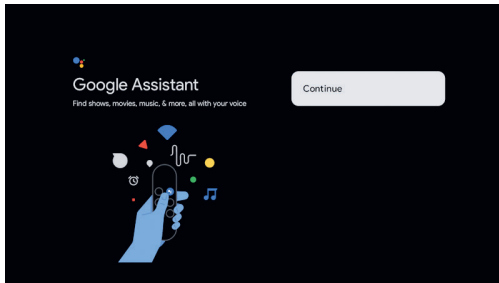 Google Assistant
Find shows, movies, music, & more, all with your voice
Continue